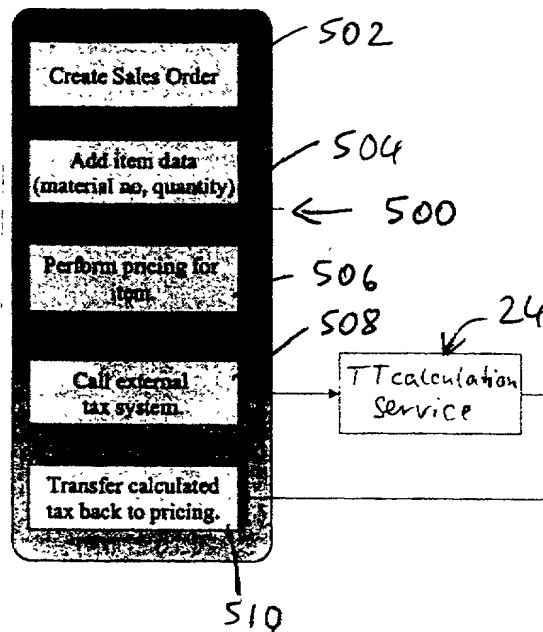 502
Create Sales Order
504
Add item data
(material no, quantity)
500
Perform pricing for
item.
506
508
24
Call external
tax system.
TTcalculation
Service
Transfer calculated
tax back to pricing.
510